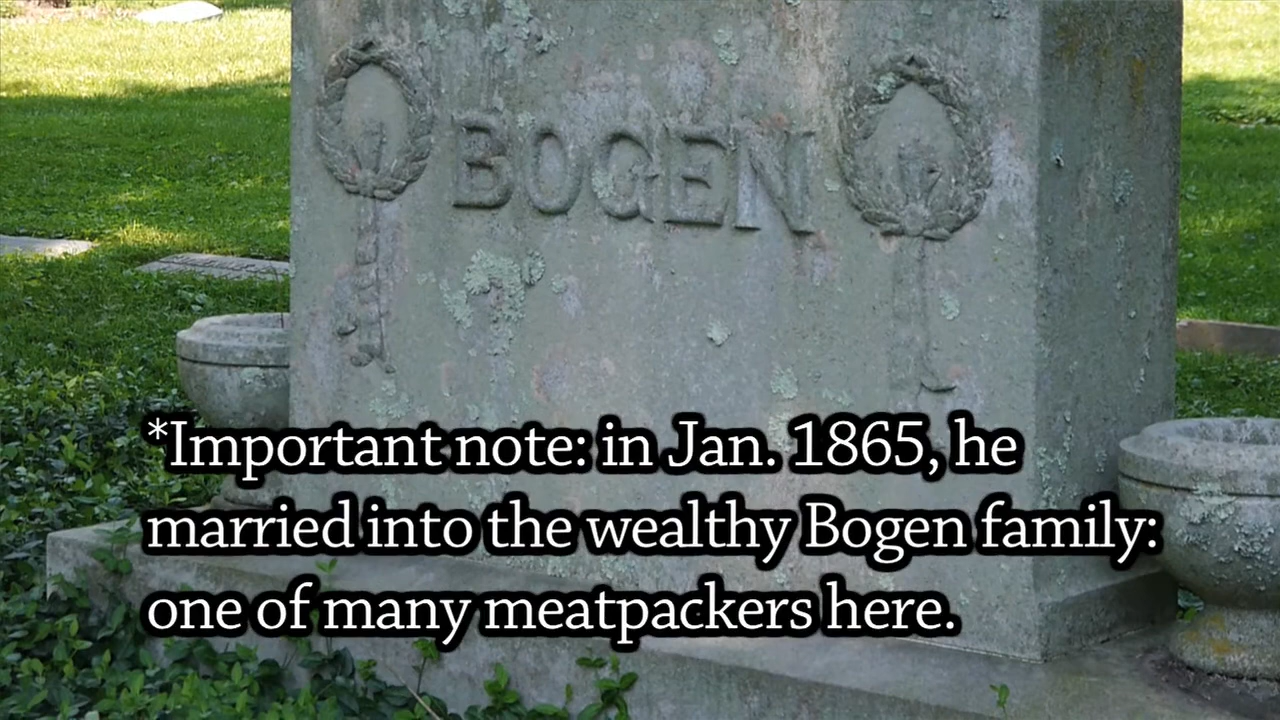 BOGEN
*Important note: in Jan. 1865, he
married into the wealthy Bogen family:
one of many meatpackers here.